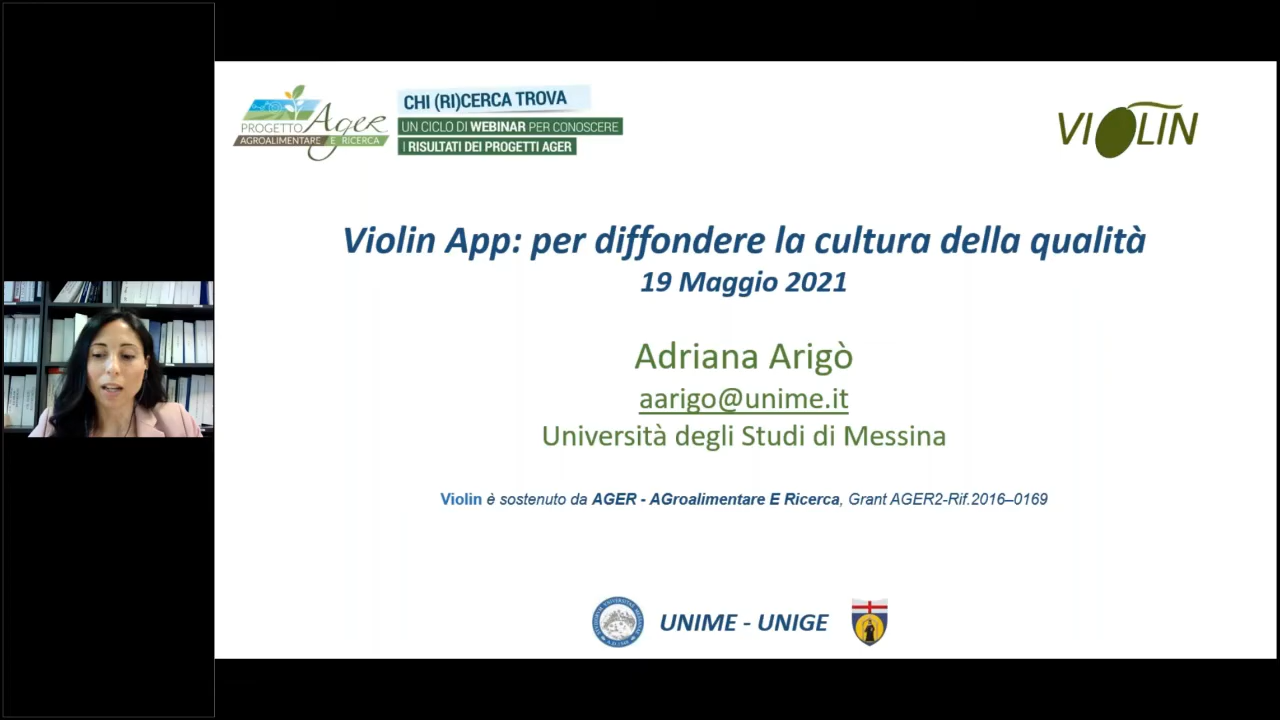 PROGETTO Ager
AGROALIMENTARE E RICERCA
CHI (RI)CERCA TROVA
UN CICLO DI WEBINAR PER CONOSCERE
I RISULTATI DEI PROGETTI AGER
VIOLIN
Violin App: per diffondere la cultura della qualità
19 Maggio 2021
Adriana Arigò
aarigo@unime.it
Università degli Studi di Messina
Violin è sostenuto da AGER - AGroalimentare E Ricerca, Grant AGER2-Rif.2016–0169
UNIME - UNIGE